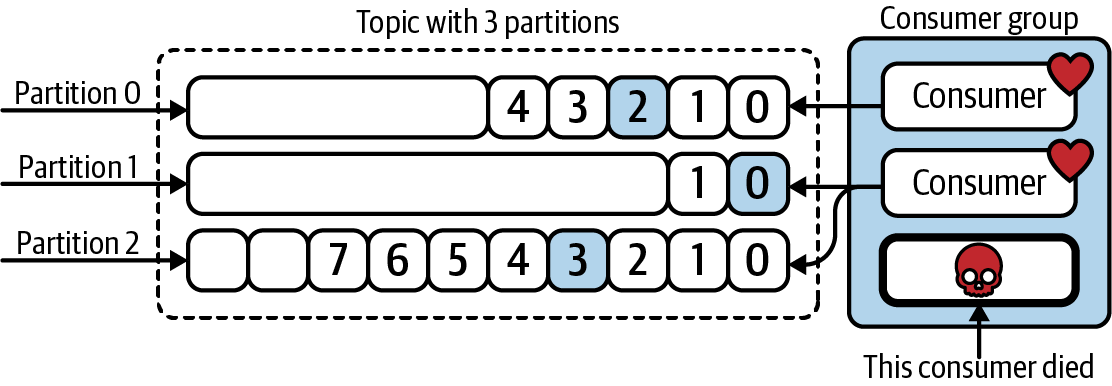 Topic with 3 partitions
Consumer group
Partition 0
4 3 2 1 0
Consumer
Partition 1
1 0
Consumer
Partition 2
7 6 5 4 3 2 1 0
This consumer died